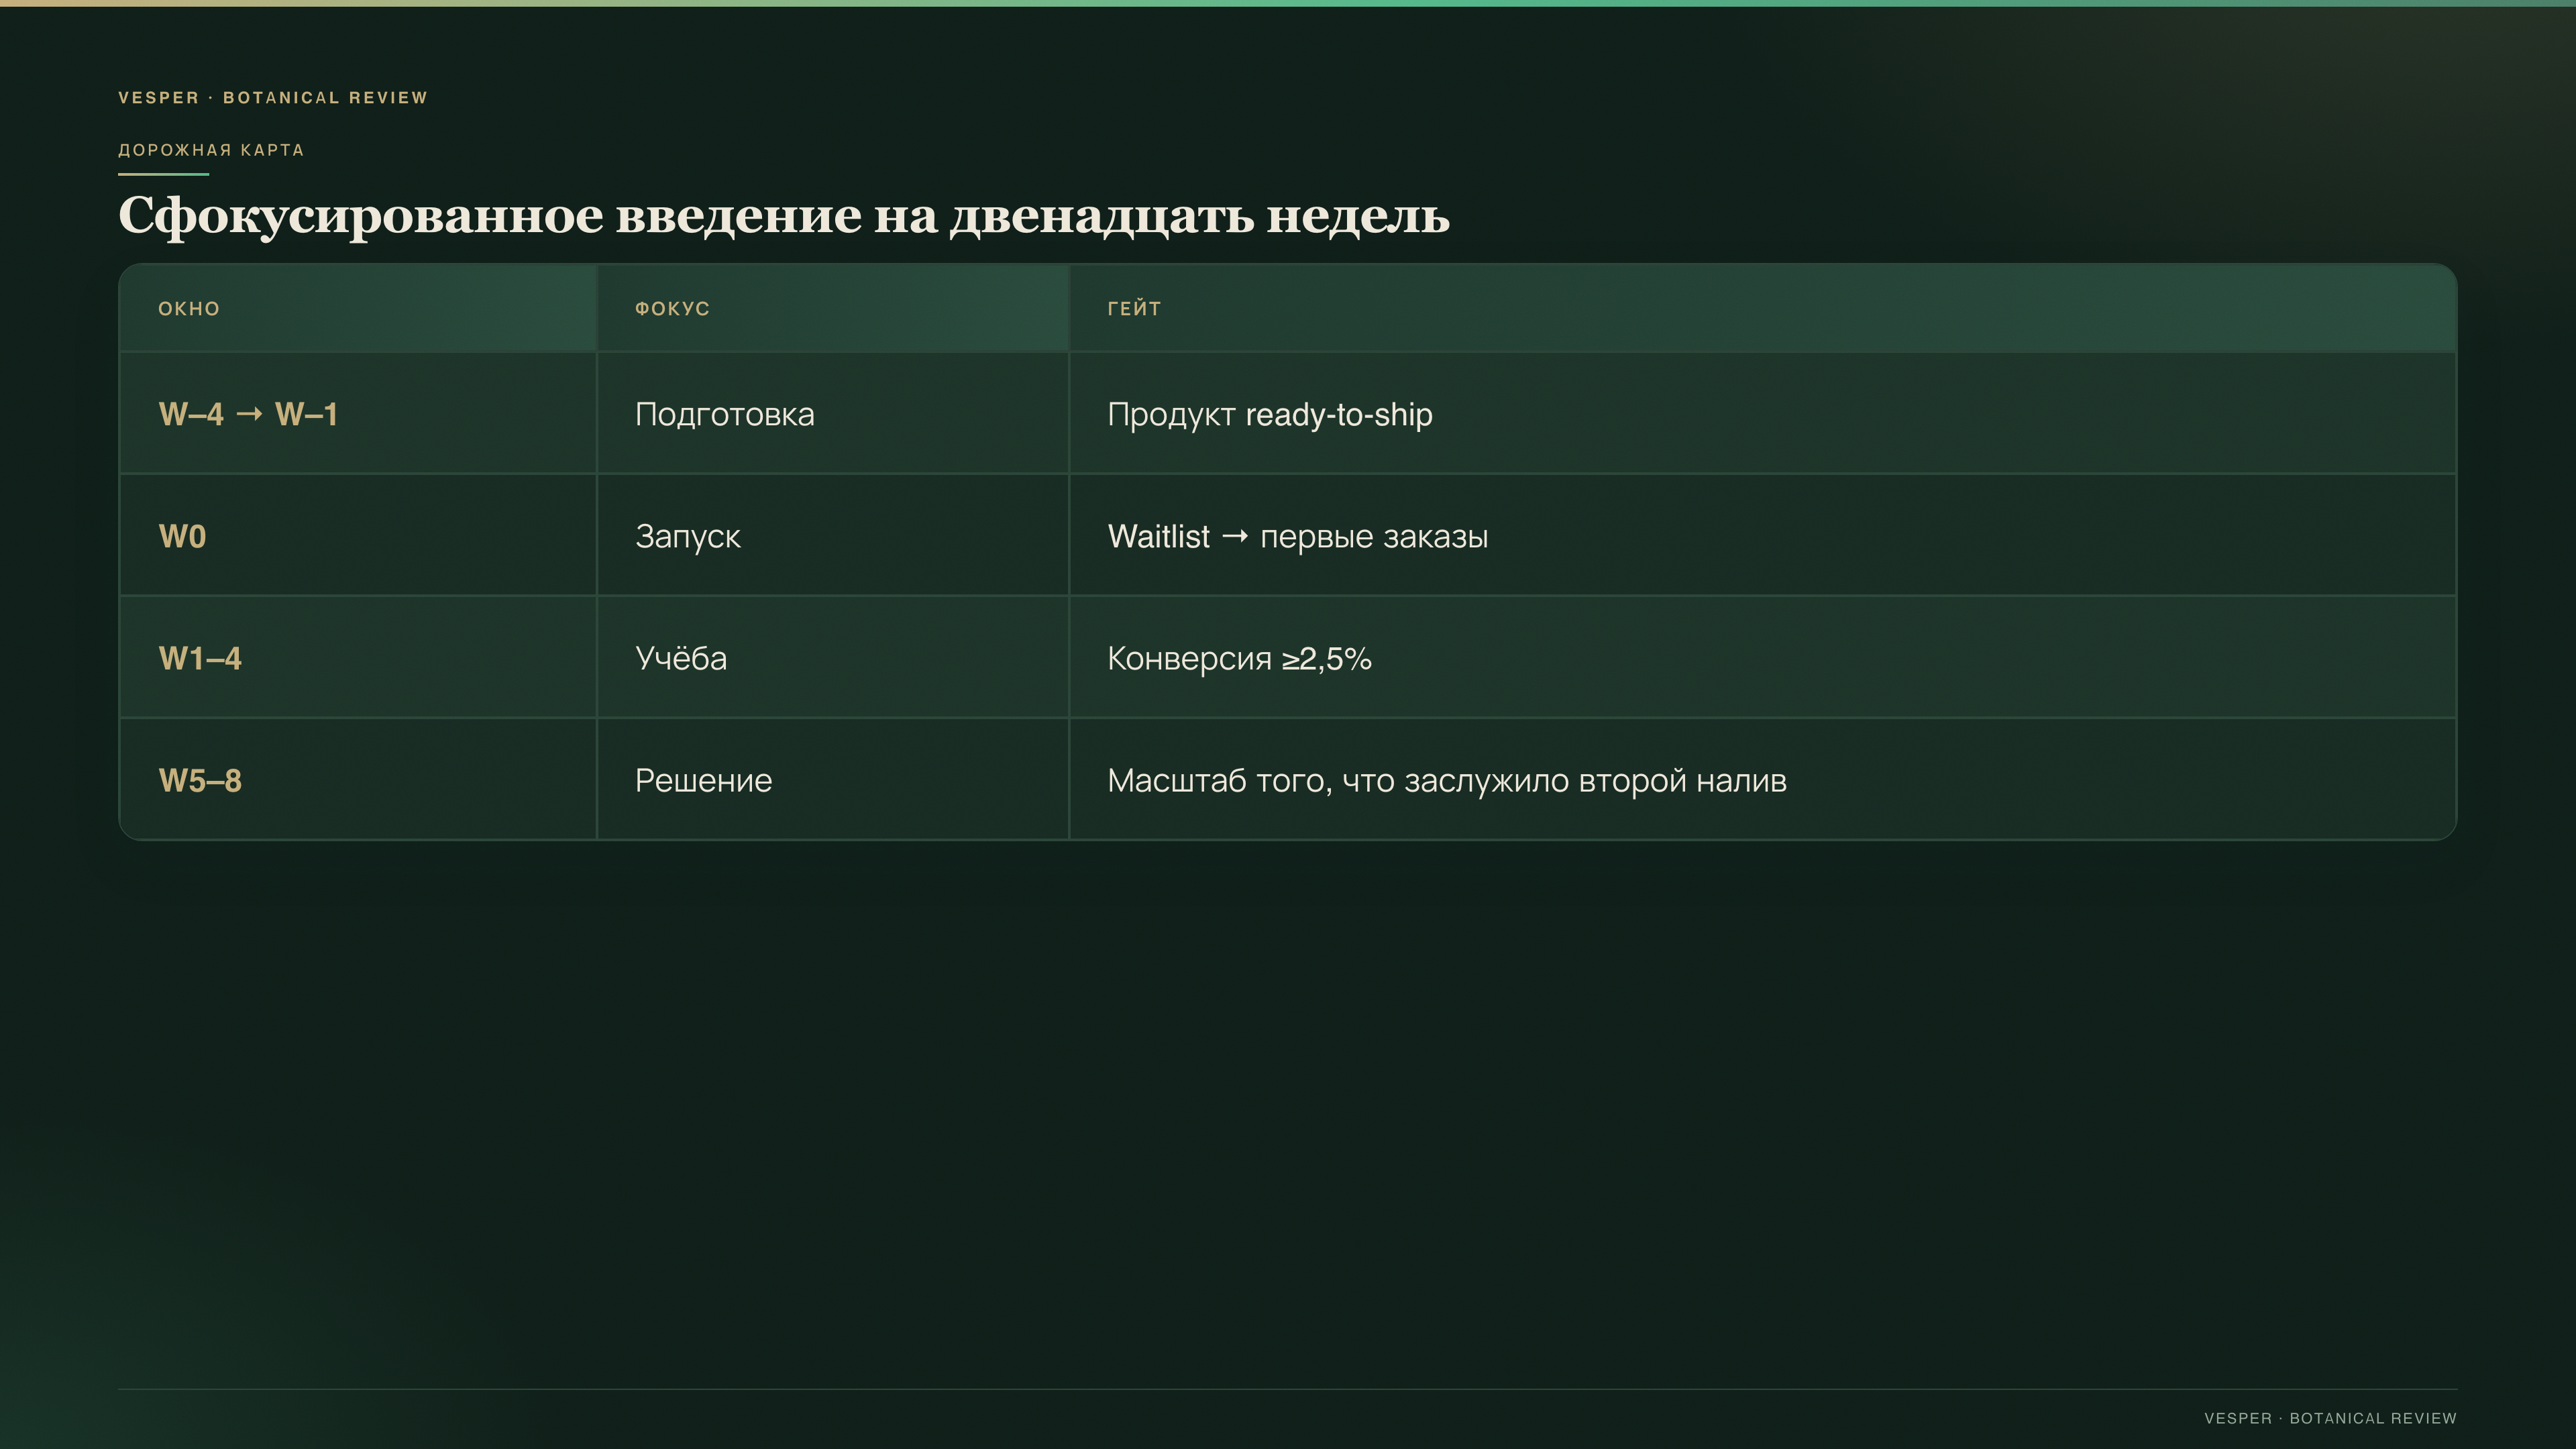 VESPER · BOTANICAL REVIEW
ДОРОЖНАЯ КАРТА
Сфокусированное введение на двенадцать недель
ОКНО ФОКУС ГЕЙТ
W–4 → W–1 Подготовка Продукт ready-to-ship
W0 Запуск Waitlist → первые заказы
W1–4 Учёба Конверсия ≥2,5%
W5–8 Решение Масштаб того, что заслужило второй налив
VESPER · BOTANICAL REVIEW